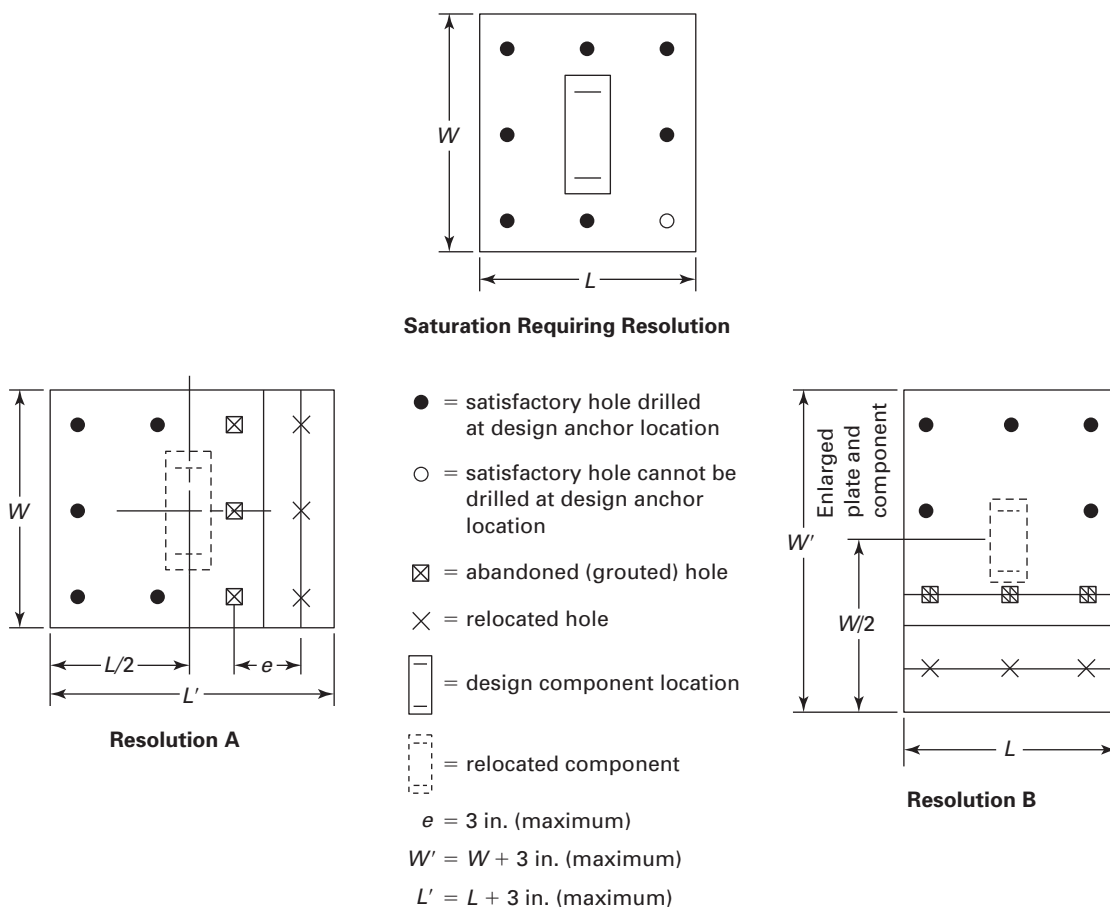 W
L
Saturation Requiring Resolution
W
L/2
e
L′
Resolution A
= satisfactory hole drilled
at design anchor location
= satisfactory hole cannot be
drilled at design anchor
location
= abandoned (grouted) hole
= relocated hole
= design component location
= relocated component
e = 3 in. (maximum)
W′ = W + 3 in. (maximum)
L′ = L + 3 in. (maximum)
Enlarged
plate and
component
W′
W/2
L
Resolution B